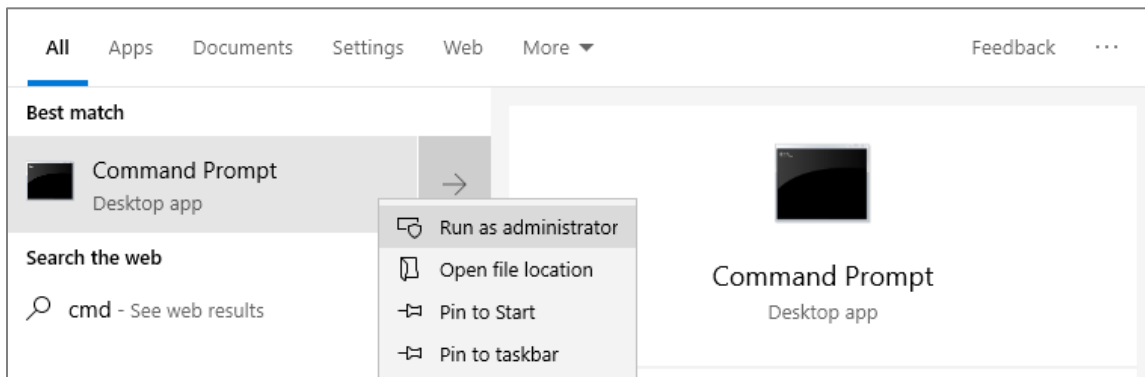 All Apps Documents Settings Web More Feedback ...
Best match
Command Prompt
Desktop app
Search the web
cmd - See web results
Run as administrator
Open file location
Pin to Start
Pin to taskbar
Command Prompt
Desktop app